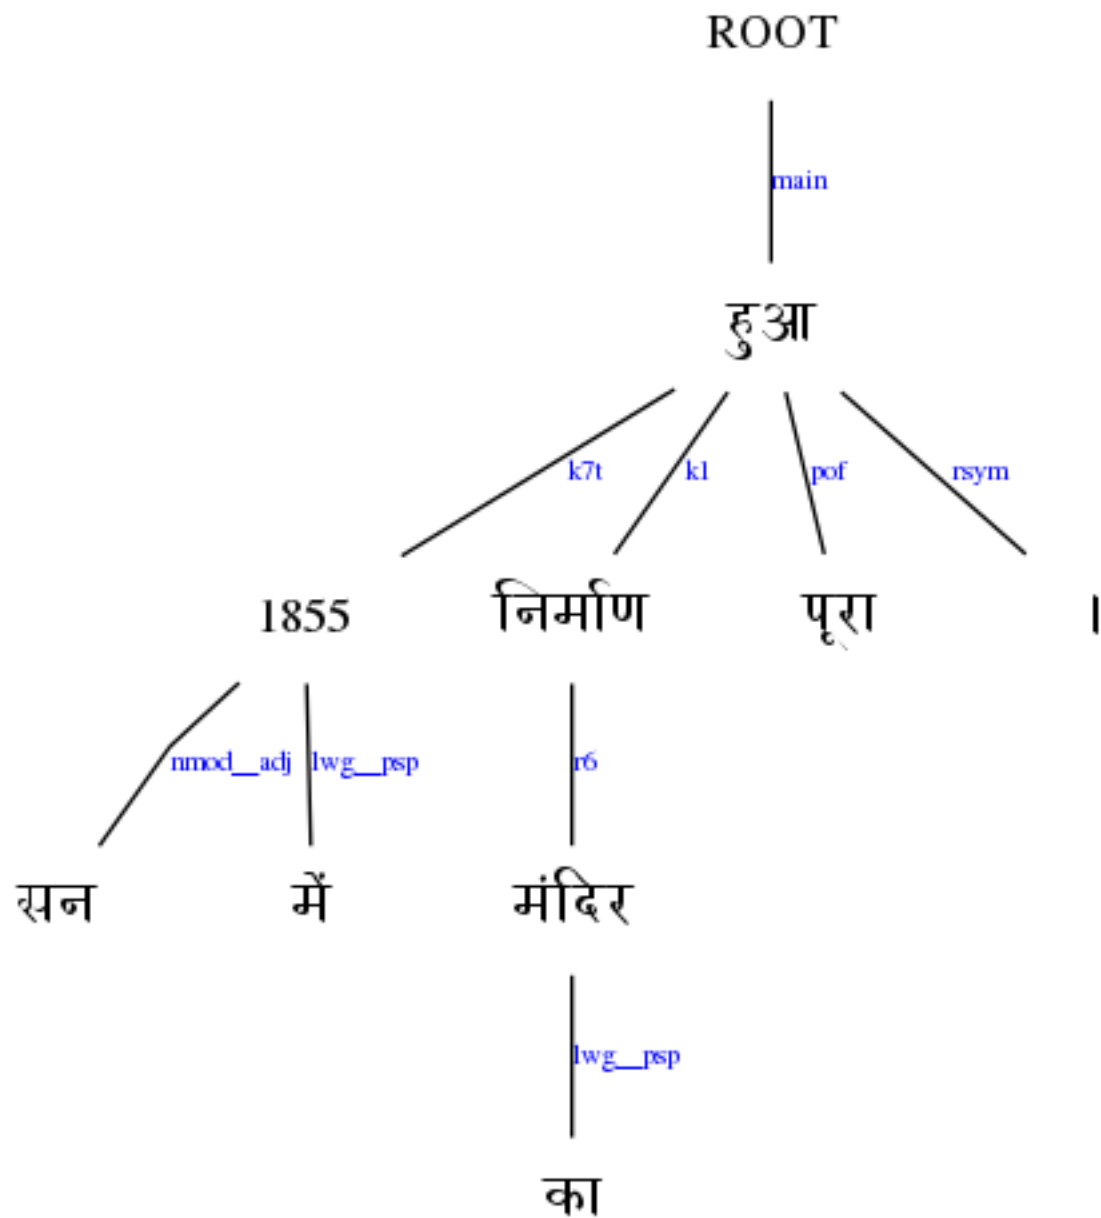 ROOT
main
हुआ
k7t k1 pof rsym
1855 निर्माण पूरा ।
nmod__adj lwg__psp r6
सन में मंदिर
lwg__psp
का